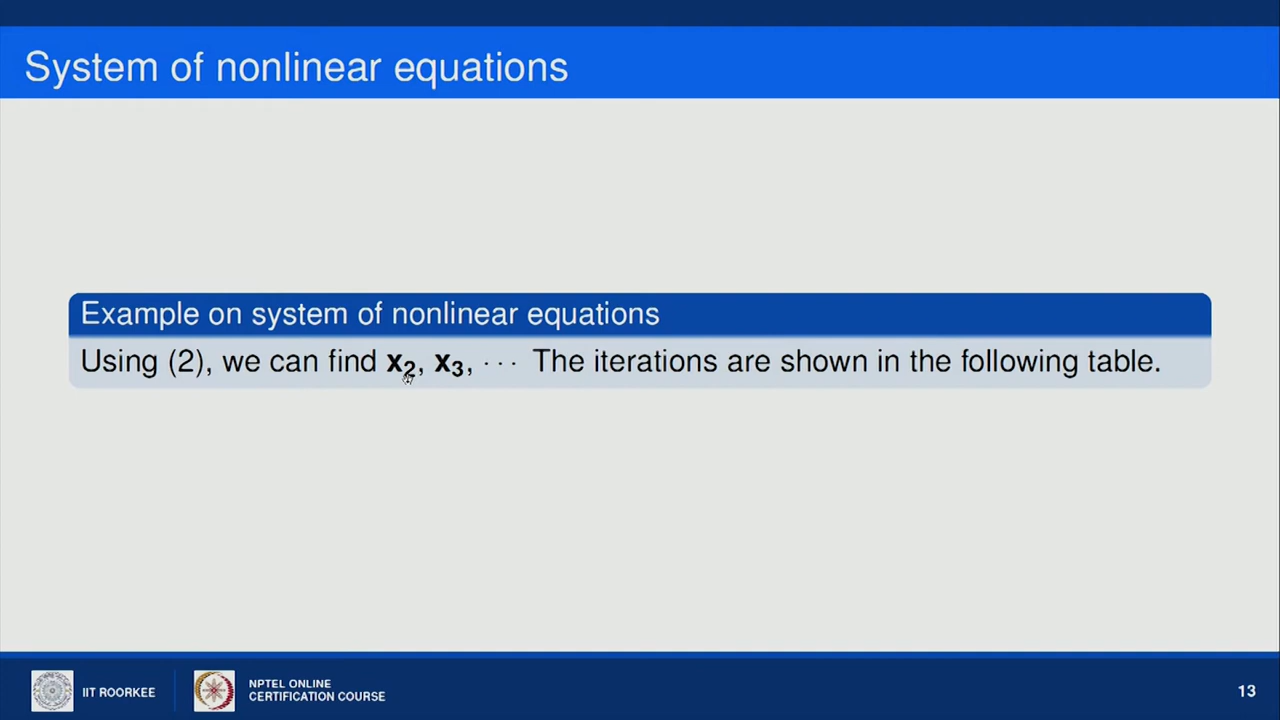 System of nonlinear equations
Example on system of nonlinear equations
Using (2), we can find x₂, x₃, ··· The iterations are shown in the following table.
IIT ROORKEE
NPTEL ONLINE
CERTIFICATION COURSE
13